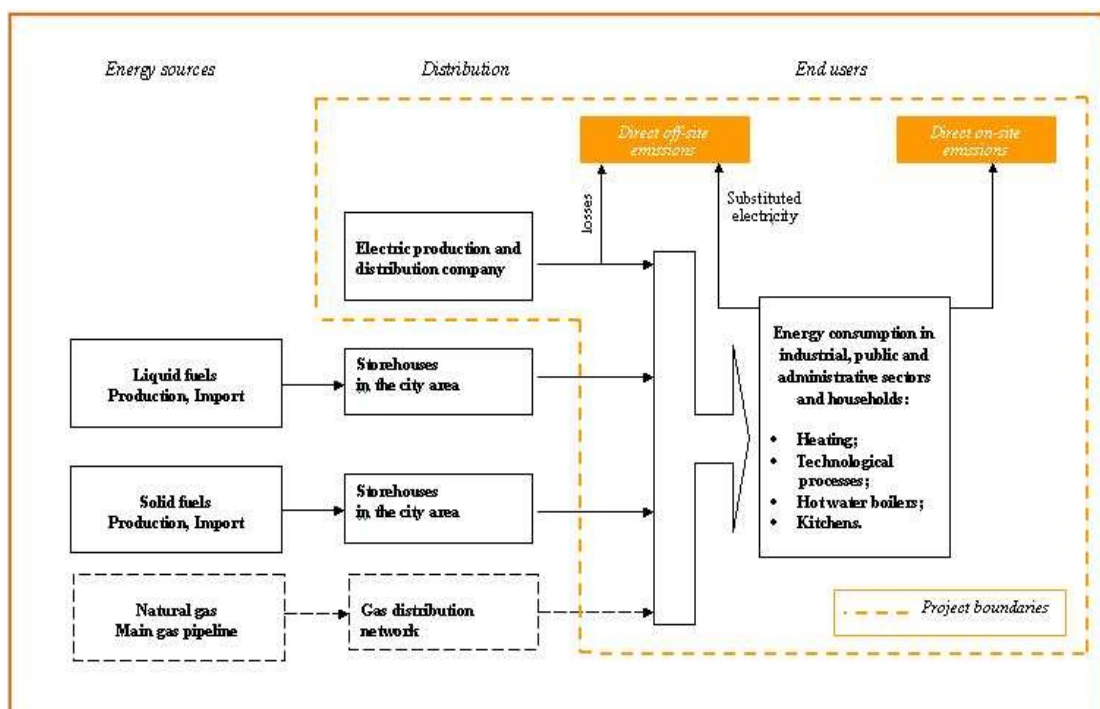 Energy sources
Distribution
End users
Direct off-site
emissions
Direct on-site
emissions
losses
Substituted
electricity
Electric production and
distribution company
Energy consumption in
industrial, public and
administrative sectors
and households:
• Heating;
• Technological
processes;
• Hot water boilers;
• Kitchens.
Liquid fuels
Production, Import
Storehouses
in the city area
Solid fuels
Production, Import
Storehouses
in the city area
Natural gas
Main gas pipeline
Gas distribution
network
Project boundaries